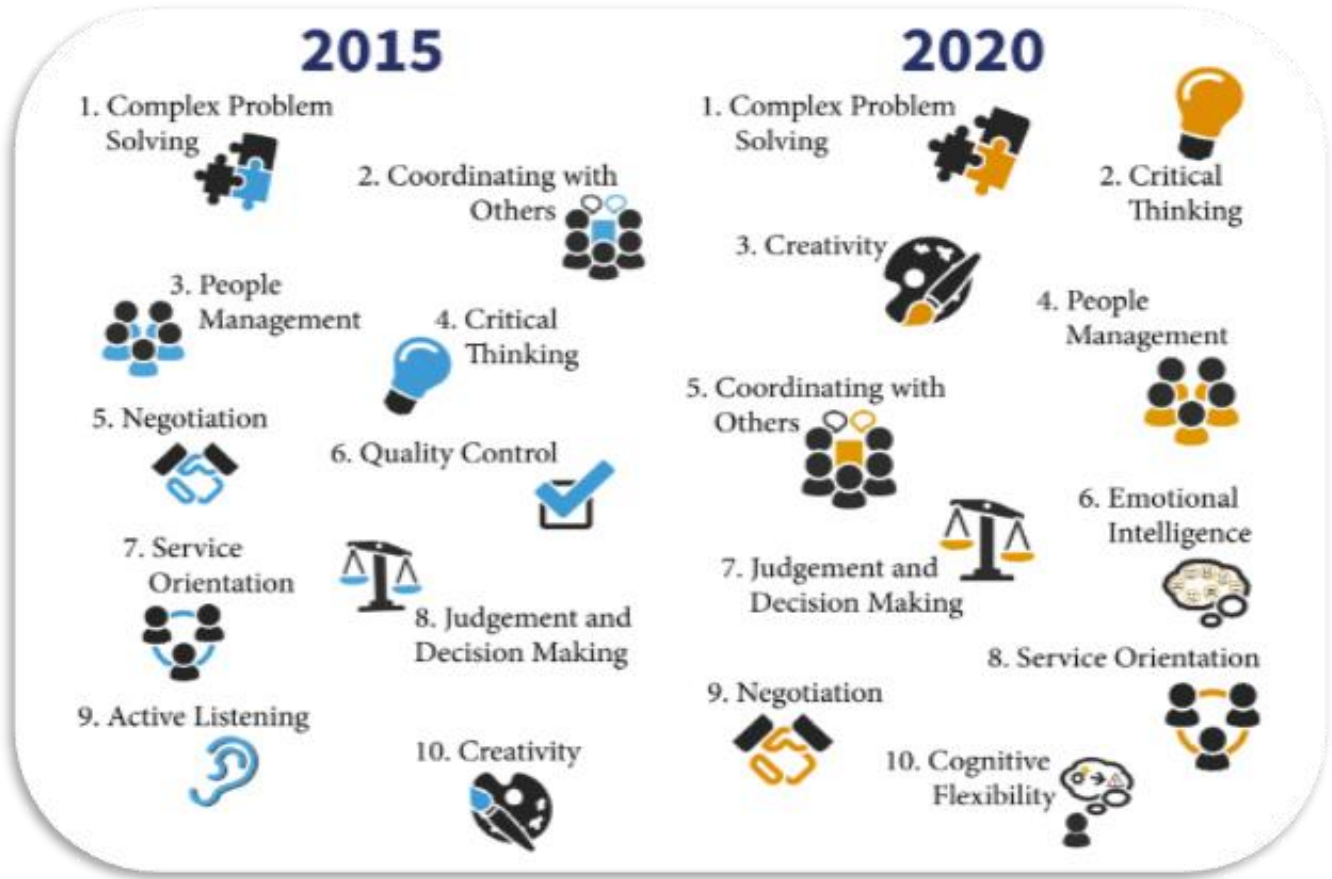 2015
1. Complex Problem
Solving
2. Coordinating with
Others
3. People
Management
4. Critical
Thinking
5. Negotiation
6. Quality Control
7. Service
Orientation
8. Judgement and
Decision Making
9. Active Listening
10. Creativity
2020
1. Complex Problem
Solving
2. Critical
Thinking
3. Creativity
4. People
Management
5. Coordinating with
Others
6. Emotional
Intelligence
7. Judgement and
Decision Making
8. Service Orientation
9. Negotiation
10. Cognitive
Flexibility